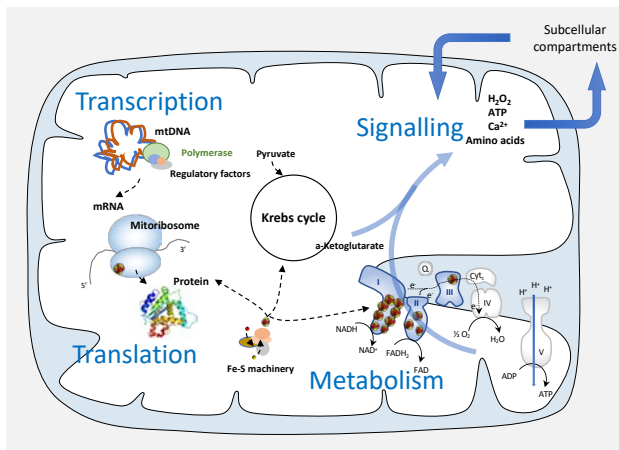 Subcellular
compartments
Transcription
mtDNA
Polymerase
Regulatory factors
mRNA
Mitoribosome
3'
5'
Protein
Translation
Pyruvate
Krebs cycle
a-Ketoglutarate
Fe-S machinery
Signalling
H₂O₂
ATP
Ca²⁺
Amino acids
Metabolism
I
II
III
IV
V
Q
Cytc
e-
e-
e-
NADH
NAD⁺
FADH₂
FAD
½ O₂
H₂O
H⁺
H⁺
H⁺
ADP
ATP